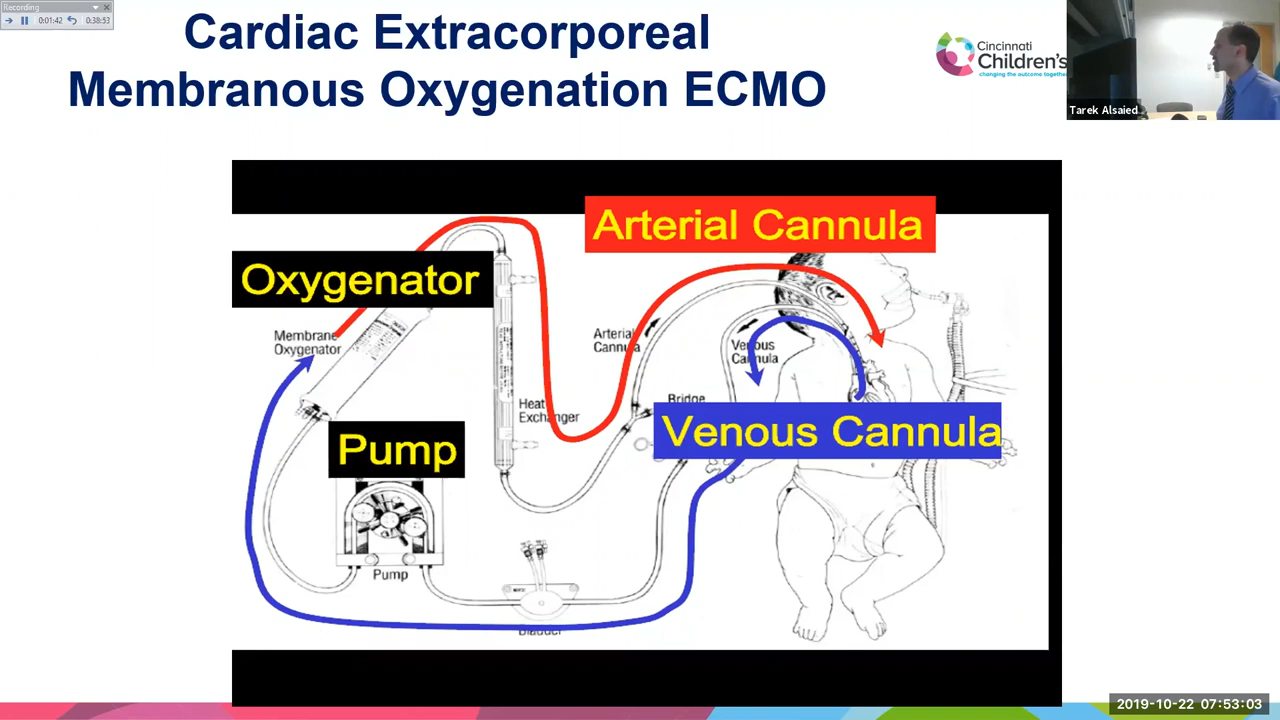 Recording
0:01:42
0:38:53
Cardiac Extracorporeal
Membranous Oxygenation ECMO
Cincinnati
Children's
changing the outcome together
Tarek Alsaied
Arterial Cannula
Oxygenator
Membrane
Oxygenator
Arterial
Cannula
Venous
Cannula
Heat
Exchanger
Bridge
Venous Cannula
Pump
Pump
Bladder
2019-10-22 07:53:03